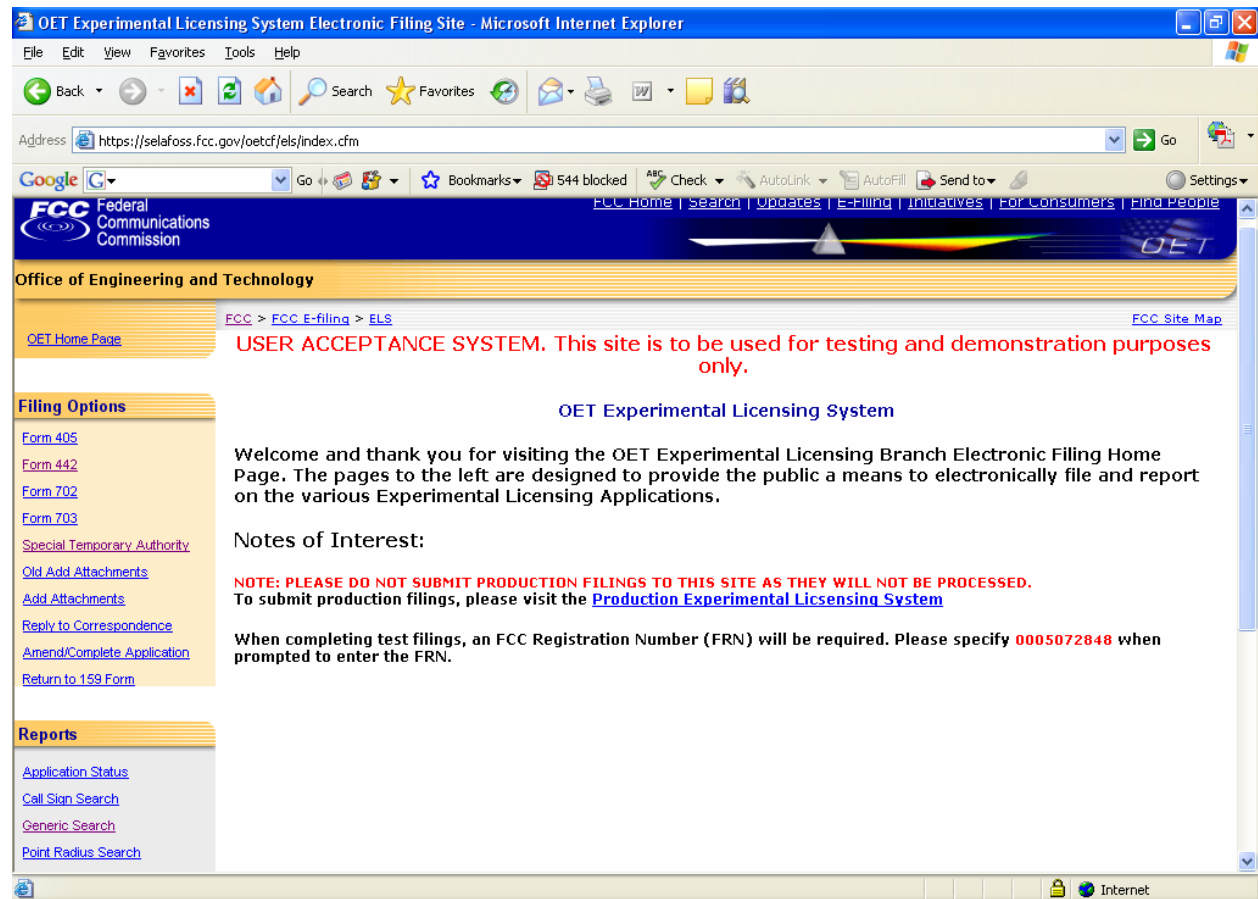 OET Experimental Licensing System Electronic Filing Site - Microsoft Internet Explorer
File Edit View Favorites Tools Help
Back Search Favorites
Address https://selafoss.fcc.gov/oetcf/els/index.cfm Go
Google G Go Bookmarks 544 blocked ABC Check AutoLink AutoFill Send to Settings
FCC Federal Communications Commission
FCC Home | Search | Updates | E-Filing | Initiatives | For Consumers | Find People
OET
Office of Engineering and Technology
OET Home Page
FCC > FCC E-filing > ELS FCC Site Map
USER ACCEPTANCE SYSTEM. This site is to be used for testing and demonstration purposes
only.
Filing Options
Form 405
Form 442
Form 702
Form 703
Special Temporary Authority
Old Add Attachments
Add Attachments
Reply to Correspondence
Amend/Complete Application
Return to 159 Form
Reports
Application Status
Call Sign Search
Generic Search
Point Radius Search
OET Experimental Licensing System
Welcome and thank you for visiting the OET Experimental Licensing Branch Electronic Filing Home
Page. The pages to the left are designed to provide the public a means to electronically file and report
on the various Experimental Licensing Applications.
Notes of Interest:
NOTE: PLEASE DO NOT SUBMIT PRODUCTION FILINGS TO THIS SITE AS THEY WILL NOT BE PROCESSED.
To submit production filings, please visit the Production Experimental Licsensing System
When completing test filings, an FCC Registration Number (FRN) will be required. Please specify 0005072848 when
prompted to enter the FRN.
Internet